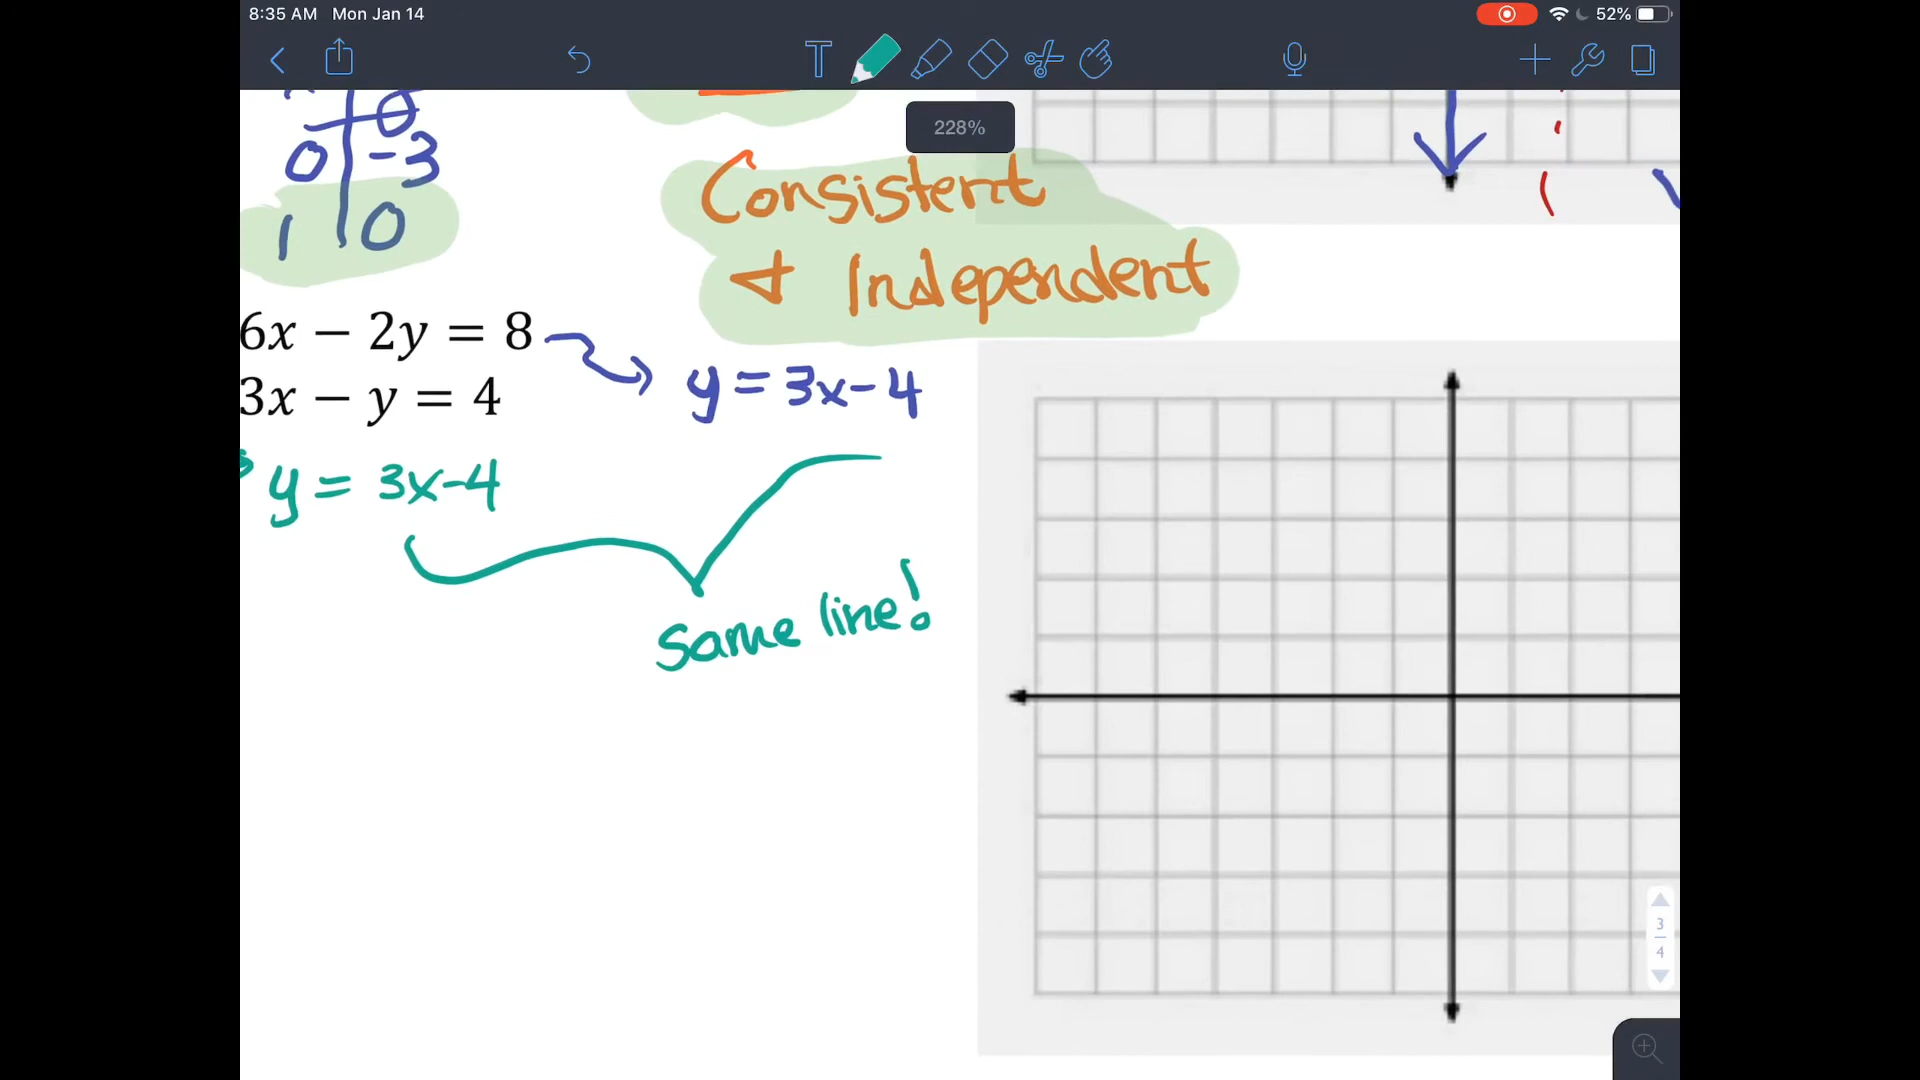 8:35 AM Mon Jan 14
52%
T
228%
0
0 -3
1 0
Consistent
+ Independent
6x − 2y = 8
y = 3x-4
3x − y = 4
y = 3x-4
same line!
3
4